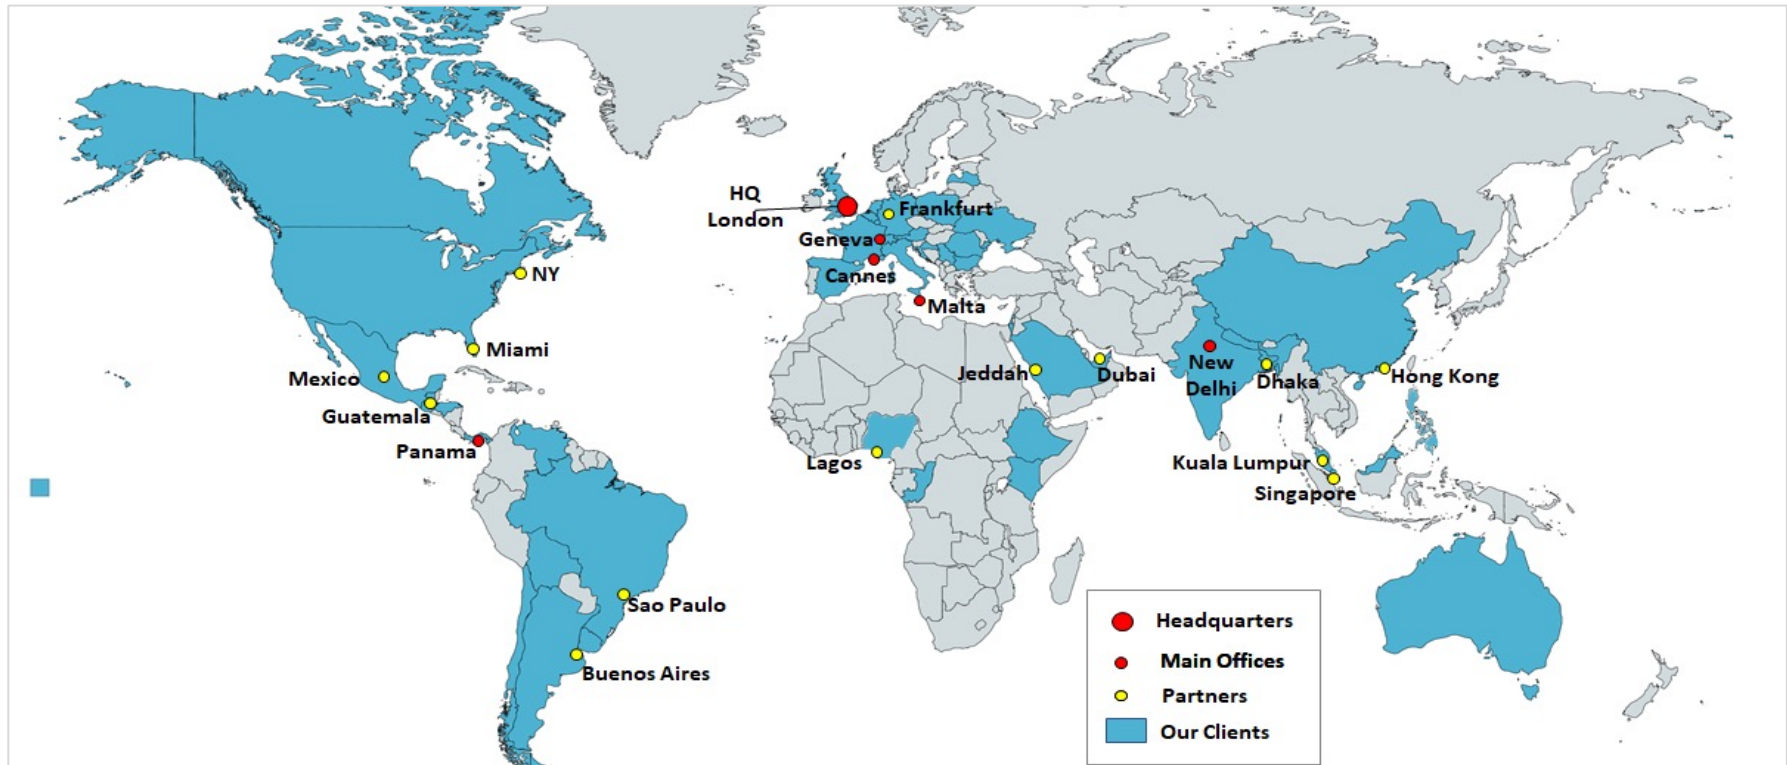 HQ
London
Frankfurt
Geneva
Cannes
NY
Malta
Miami
Mexico
Guatemala
Panama
Jeddah
Dubai
New
Delhi
Dhaka
Hong Kong
Lagos
Kuala Lumpur
Singapore
Sao Paulo
Buenos Aires
Headquarters
Main Offices
Partners
Our Clients